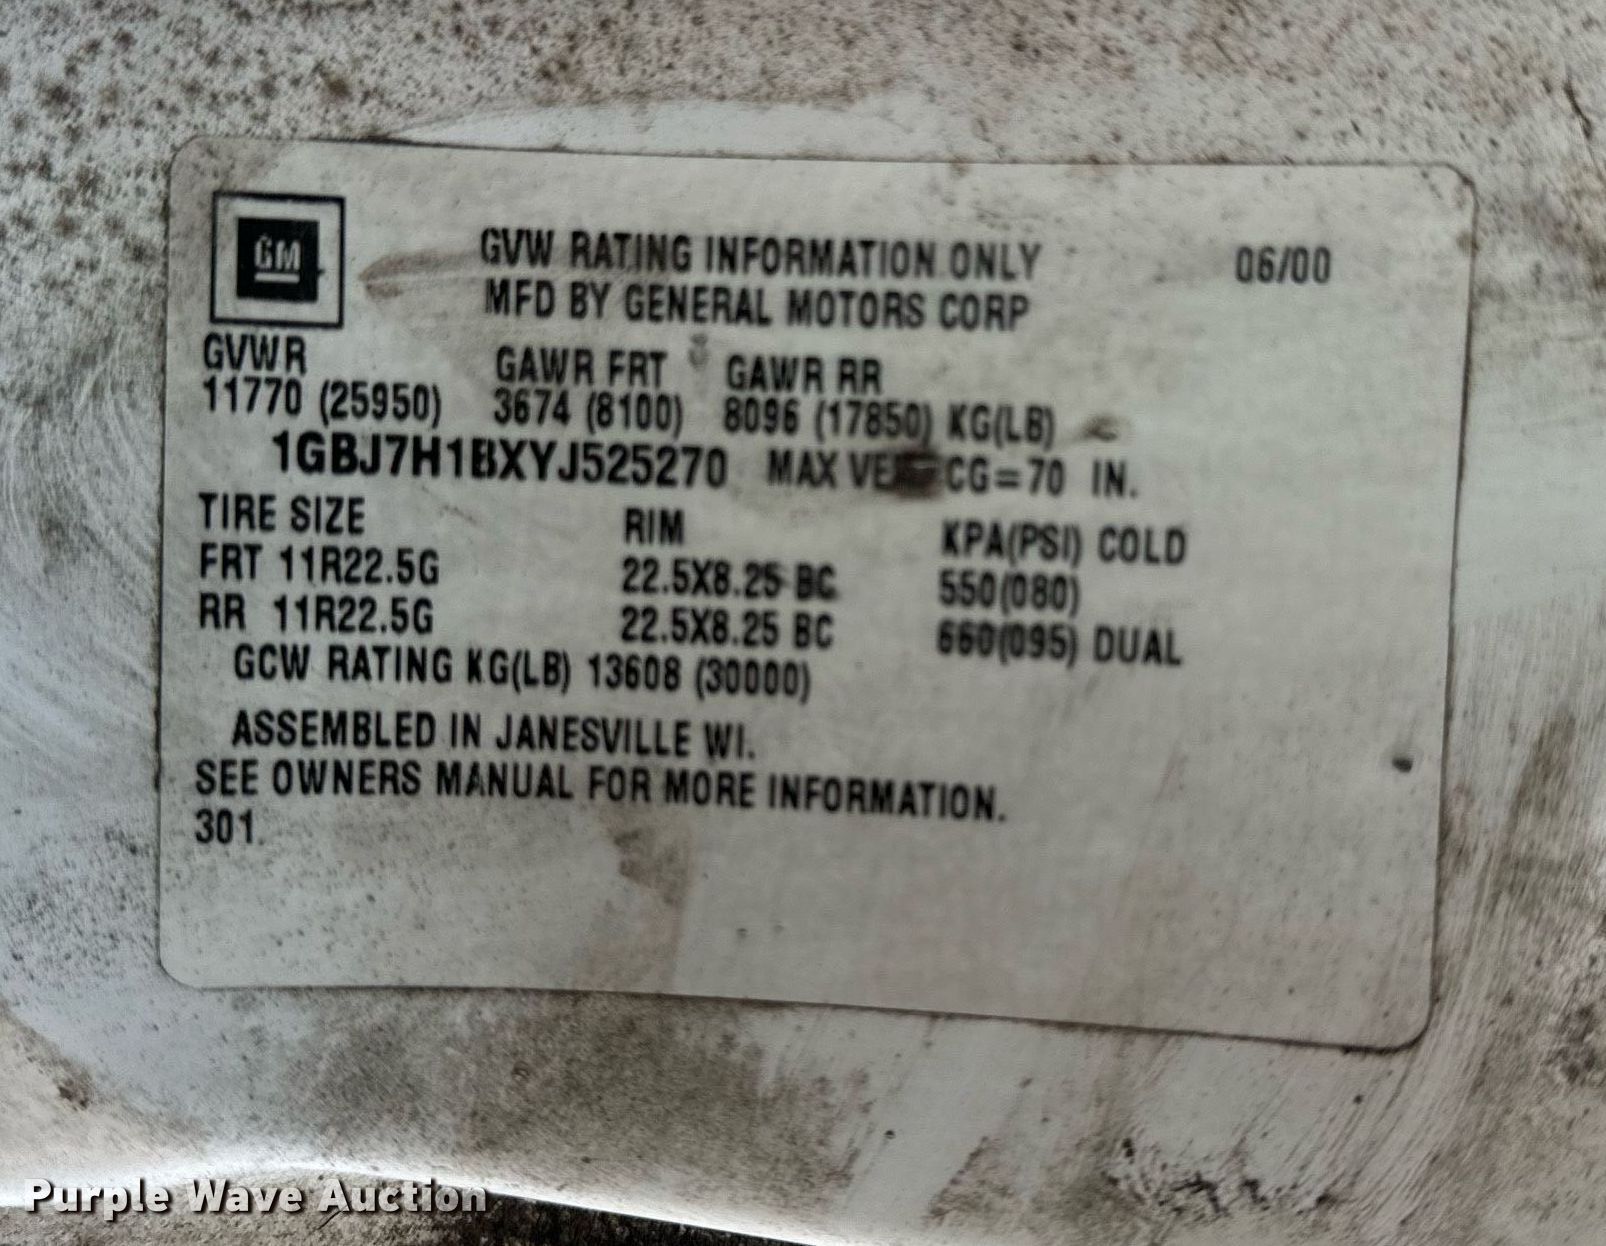 GM
GVW RATING INFORMATION ONLY 06/00
MFD BY GENERAL MOTORS CORP
GVWR GAWR FRT GAWR RR
11770 (25950) 3674 (8100) 8096 (17850) KG(LB)
1GBJ7H1BXYJ525270 MAX CG=70 IN.
TIRE SIZE RIM KPA(PSI) COLD
FRT 11R22.5G 22.5X8.25 BC 550(080)
RR 11R22.5G 22.5X8.25 BC 660(095) DUAL
GCW RATING KG(LB) 13608 (30000)
ASSEMBLED IN JANESVILLE WI.
SEE OWNERS MANUAL FOR MORE INFORMATION.
301
Purple Wave Auction